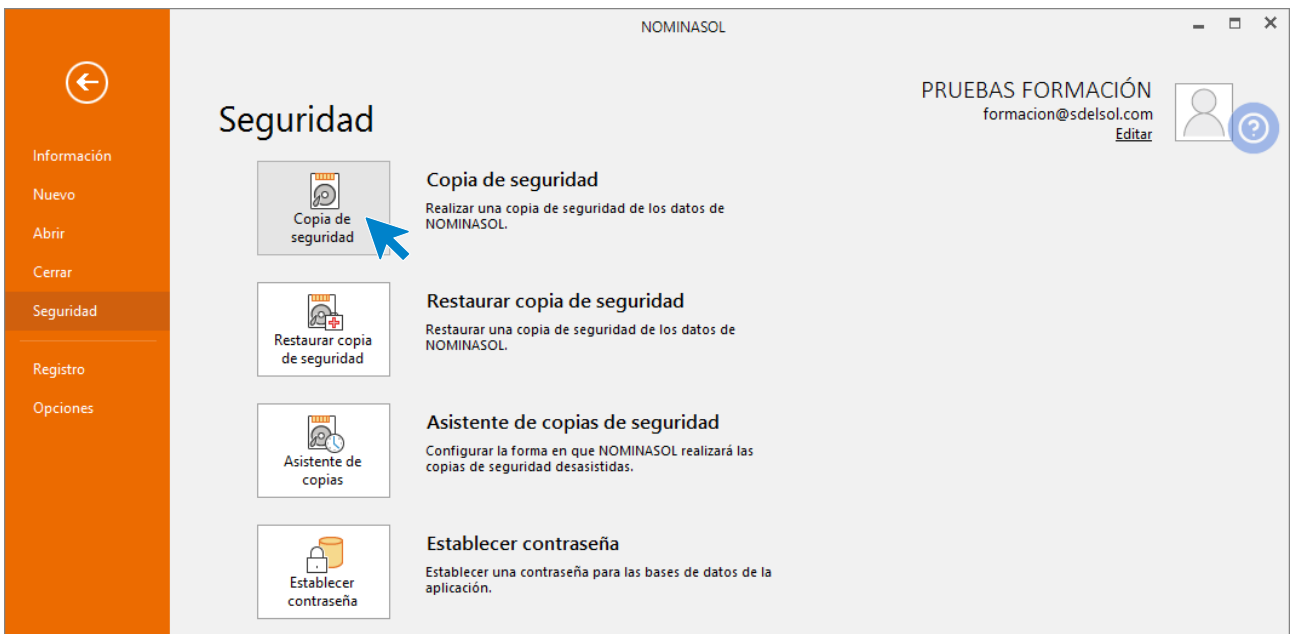 NOMINASOL
PRUEBAS FORMACIÓN
formacion@sdelsol.com
Editar
Información
Nuevo
Abrir
Cerrar
Seguridad
Registro
Opciones
Seguridad
Copia de
seguridad
Copia de seguridad
Realizar una copia de seguridad de los datos de
NOMINASOL.
Restaurar copia
de seguridad
Restaurar copia de seguridad
Restaurar una copia de seguridad de los datos de
NOMINASOL.
Asistente de
copias
Asistente de copias de seguridad
Configurar la forma en que NOMINASOL realizará las
copias de seguridad desasistidas.
Establecer
contraseña
Establecer contraseña
Establecer una contraseña para las bases de datos de la
aplicación.